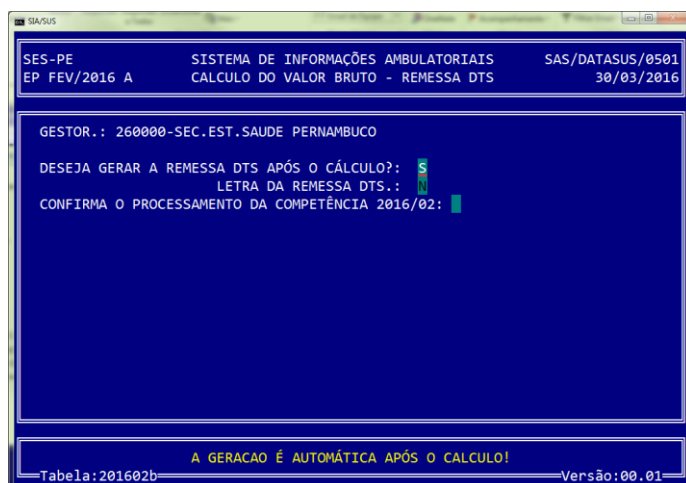 SIA/SUS
SES-PE SISTEMA DE INFORMAÇÕES AMBULATORIAIS SAS/DATASUS/0501
EP FEV/2016 A CALCULO DO VALOR BRUTO - REMESSA DTS 30/03/2016
GESTOR.: 260000-SEC.EST.SAUDE PERNAMBUCO
DESEJA GERAR A REMESSA DTS APÓS O CÁLCULO?: S
LETRA DA REMESSA DTS.: N
CONFIRMA O PROCESSAMENTO DA COMPETÊNCIA 2016/02:
A GERACAO É AUTOMÁTICA APÓS O CALCULO!
Tabela:201602b Versão:00.01